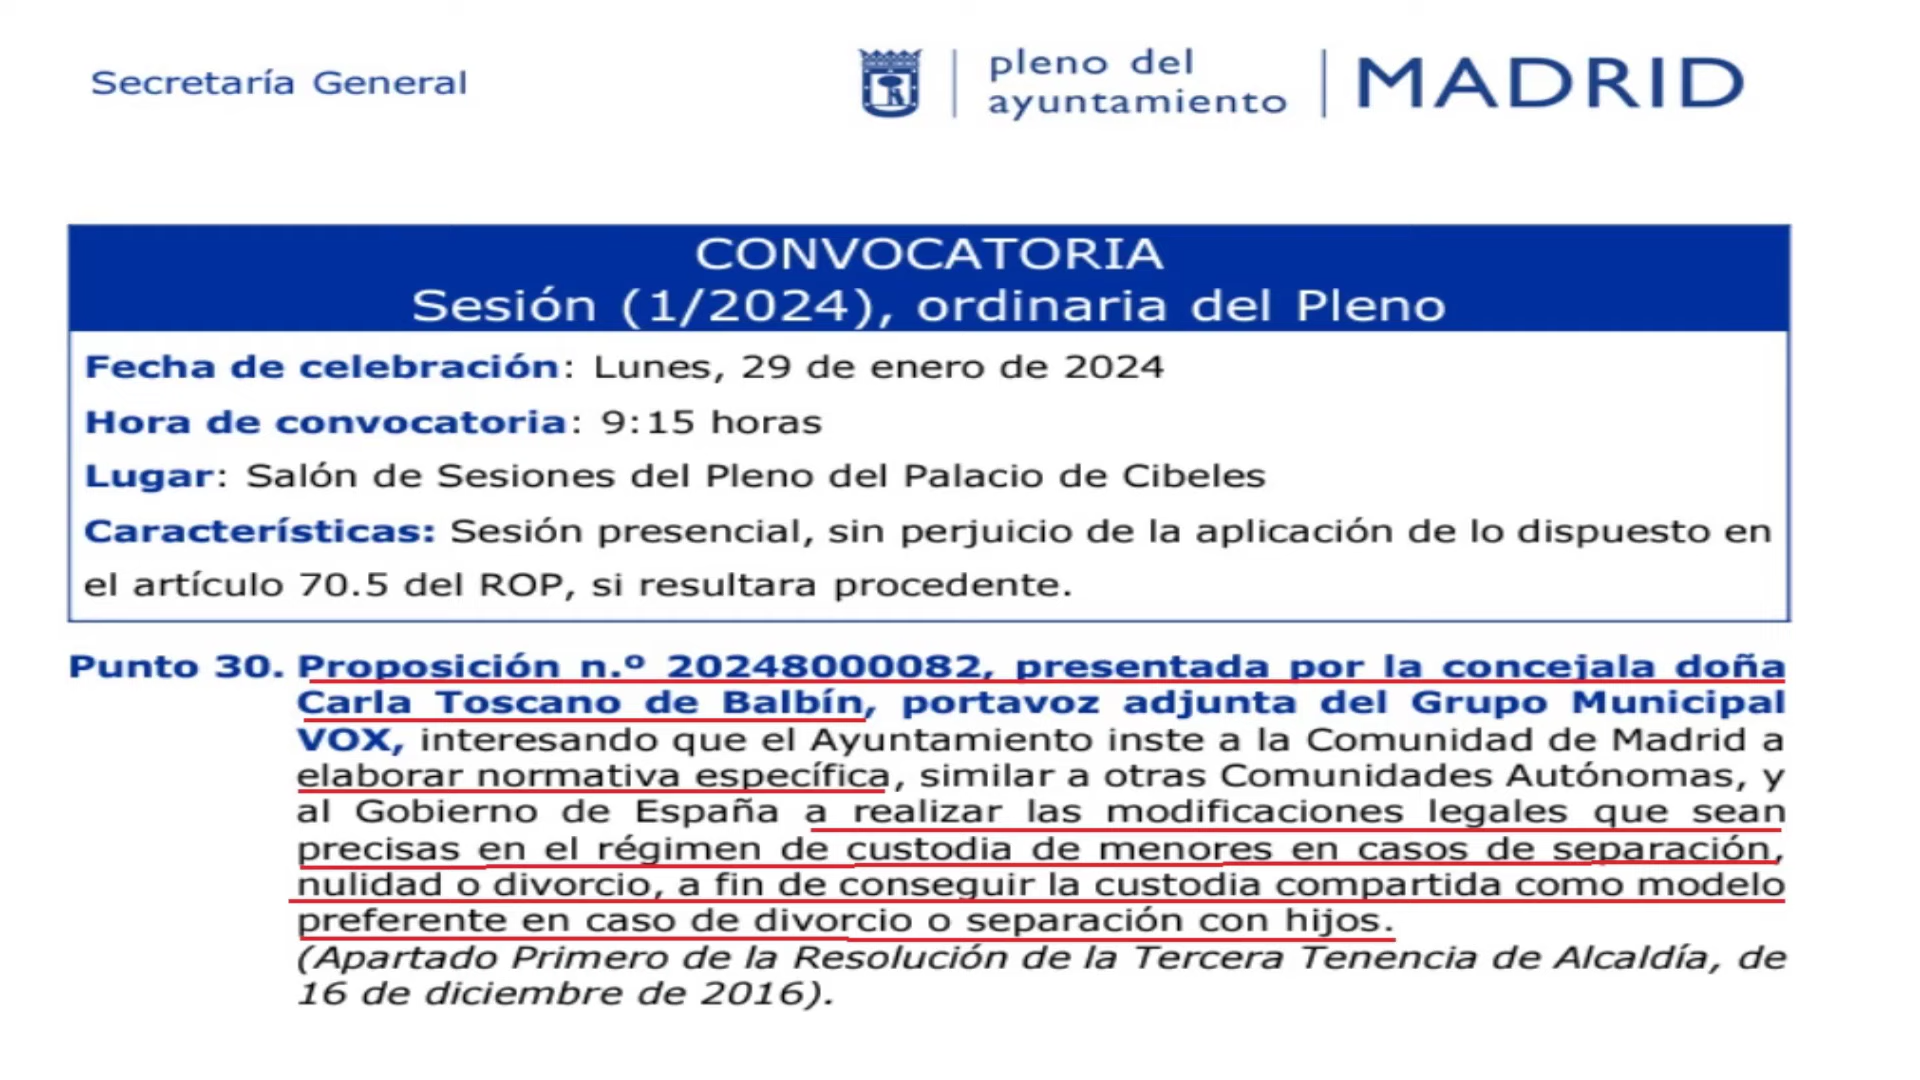 Secretaría General
pleno del
ayuntamiento
MADRID
CONVOCATORIA
Sesión (1/2024), ordinaria del Pleno
Fecha de celebración: Lunes, 29 de enero de 2024
Hora de convocatoria: 9:15 horas
Lugar: Salón de Sesiones del Pleno del Palacio de Cibeles
Características: Sesión presencial, sin perjuicio de la aplicación de lo dispuesto en
el artículo 70.5 del ROP, si resultara procedente.
Punto 30. Proposición n.º 20248000082, presentada por la concejala doña
Carla Toscano de Balbín, portavoz adjunta del Grupo Municipal
VOX, interesando que el Ayuntamiento inste a la Comunidad de Madrid a
elaborar normativa específica, similar a otras Comunidades Autónomas, y
al Gobierno de España a realizar las modificaciones legales que sean
precisas en el régimen de custodia de menores en casos de separación,
nulidad o divorcio, a fin de conseguir la custodia compartida como modelo
preferente en caso de divorcio o separación con hijos.
(Apartado Primero de la Resolución de la Tercera Tenencia de Alcaldía, de
16 de diciembre de 2016).